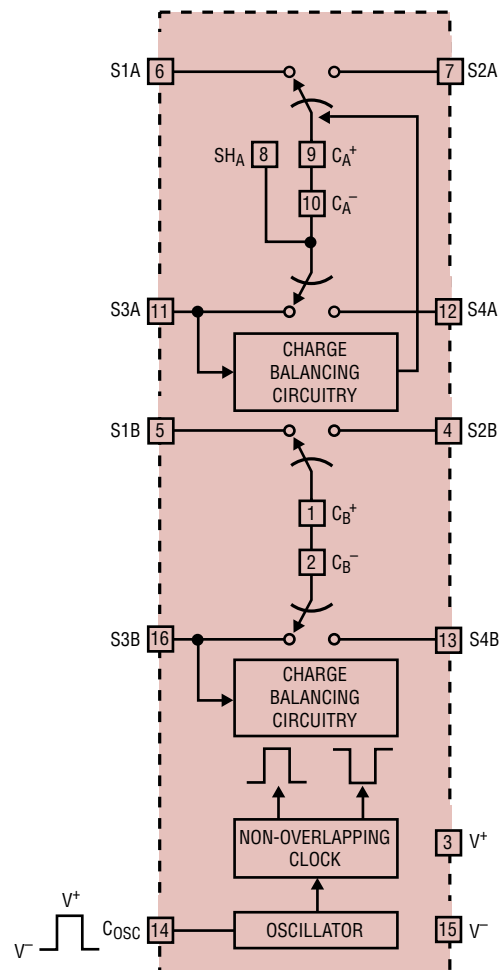 S1A 6 7 S2A
SHA 8 9 CA+
10 CA−
S3A 11 12 S4A
CHARGE
BALANCING
CIRCUITRY
S1B 5 4 S2B
1 CB+
2 CB−
S3B 16 13 S4B
CHARGE
BALANCING
CIRCUITRY
NON-OVERLAPPING
CLOCK
3 V+
V+
V−
COSC 14 OSCILLATOR 15 V−